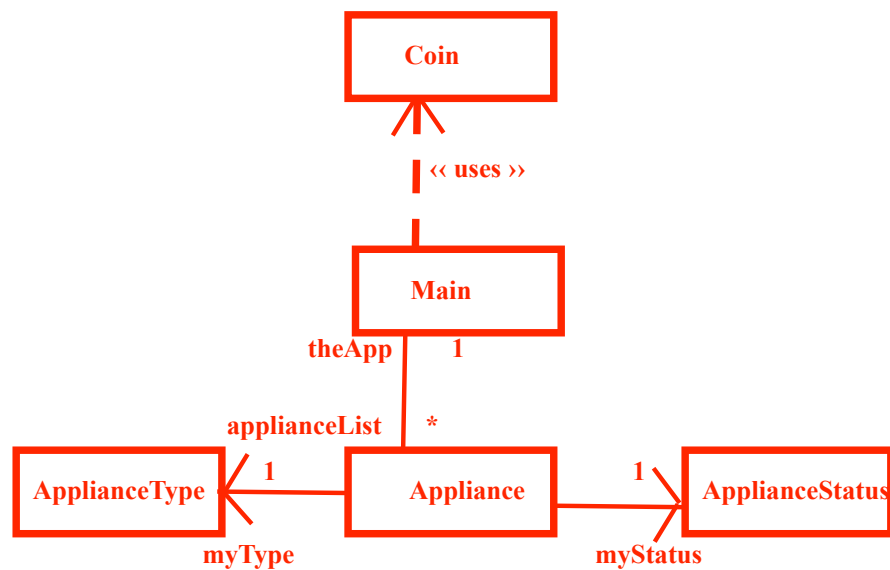 Coin
‹‹ uses ››
Main
theApp 1
applianceList *
ApplianceType 1 Appliance 1 ApplianceStatus
myType myStatus